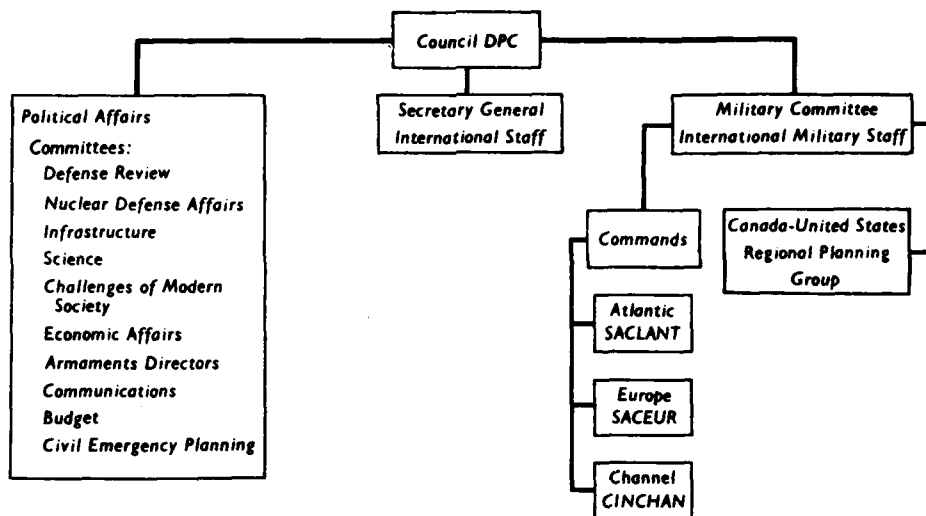 Council DPC
Political Affairs
Committees:
Defense Review
Nuclear Defense Affairs
Infrastructure
Science
Challenges of Modern
Society
Economic Affairs
Armaments Directors
Communications
Budget
Civil Emergency Planning
Secretary General
International Staff
Military Committee
International Military Staff
Commands
Atlantic
SACLANT
Europe
SACEUR
Channel
CINCHAN
Canada-United States
Regional Planning
Group